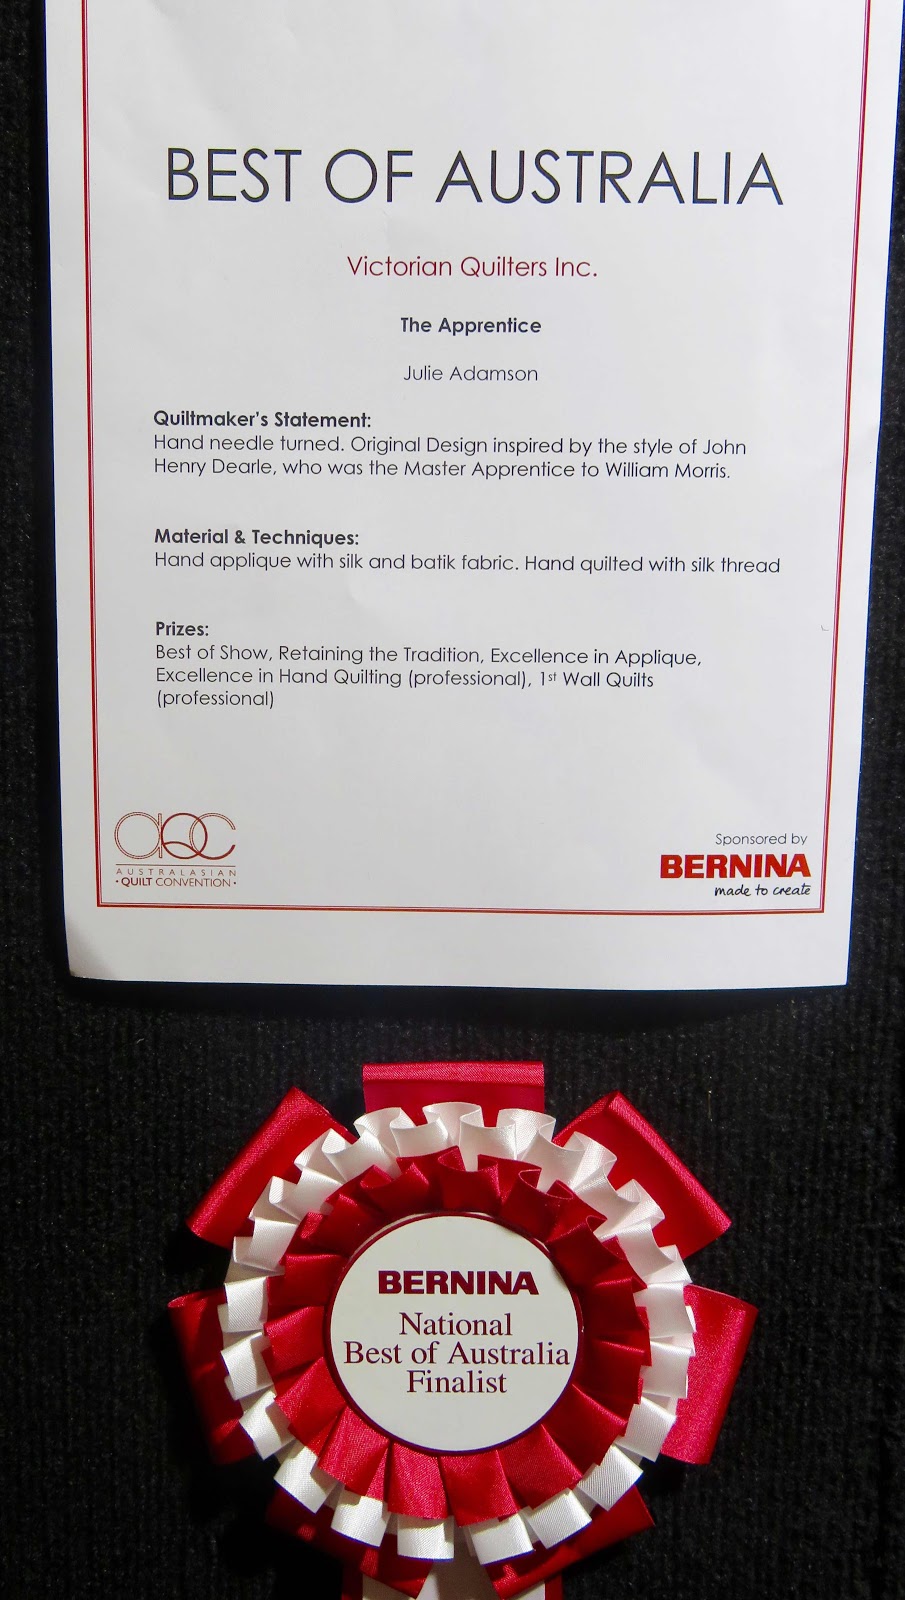 BEST OF AUSTRALIA
Victorian Quilters Inc.
The Apprentice
Julie Adamson
Quiltmaker's Statement:
Hand needle turned. Original Design inspired by the style of John
Henry Dearle, who was the Master Apprentice to William Morris.
Material & Techniques:
Hand applique with silk and batik fabric. Hand quilted with silk thread
Prizes:
Best of Show, Retaining the Tradition, Excellence in Applique,
Excellence in Hand Quilting (professional), 1st Wall Quilts
(professional)
aQC
AUSTRALASIAN
• QUILT CONVENTION •
Sponsored by
BERNINA
made to create
BERNINA
National
Best of Australia
Finalist